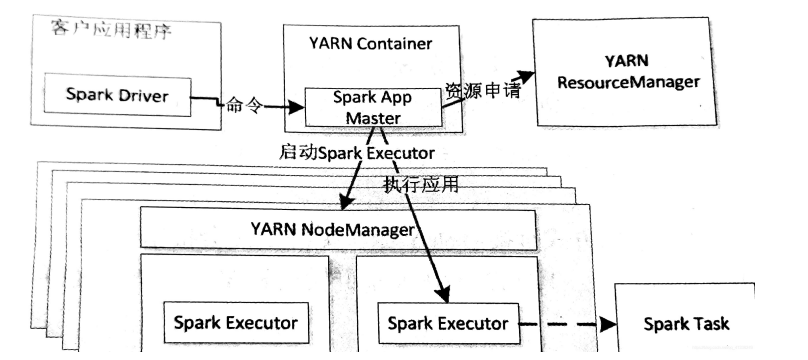 客户应用程序
YARN Container
YARN
ResourceManager
Spark Driver
命令
Spark App
Master
资源申请
启动Spark Executor
执行应用
YARN NodeManager
Spark Executor
Spark Executor
Spark Task